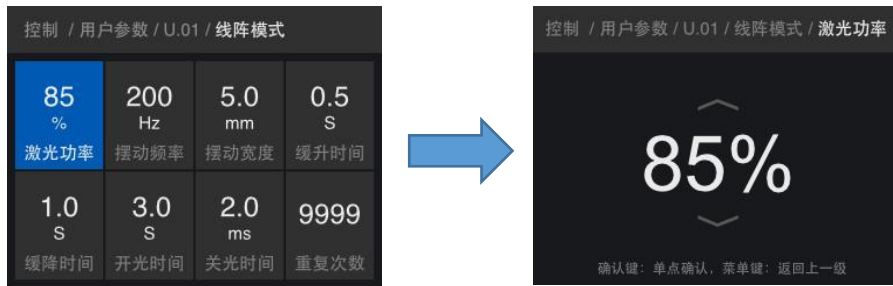 控制 / 用户参数 / U.01 / 线阵模式
85
%
激光功率
200
Hz
摆动频率
5.0
mm
摆动宽度
0.5
S
缓升时间
1.0
S
缓降时间
3.0
S
开光时间
2.0
ms
关光时间
9999
重复次数
控制 / 用户参数 / U.01 / 线阵模式 / 激光功率
85%
确认键：单点确认，菜单键：返回上一级